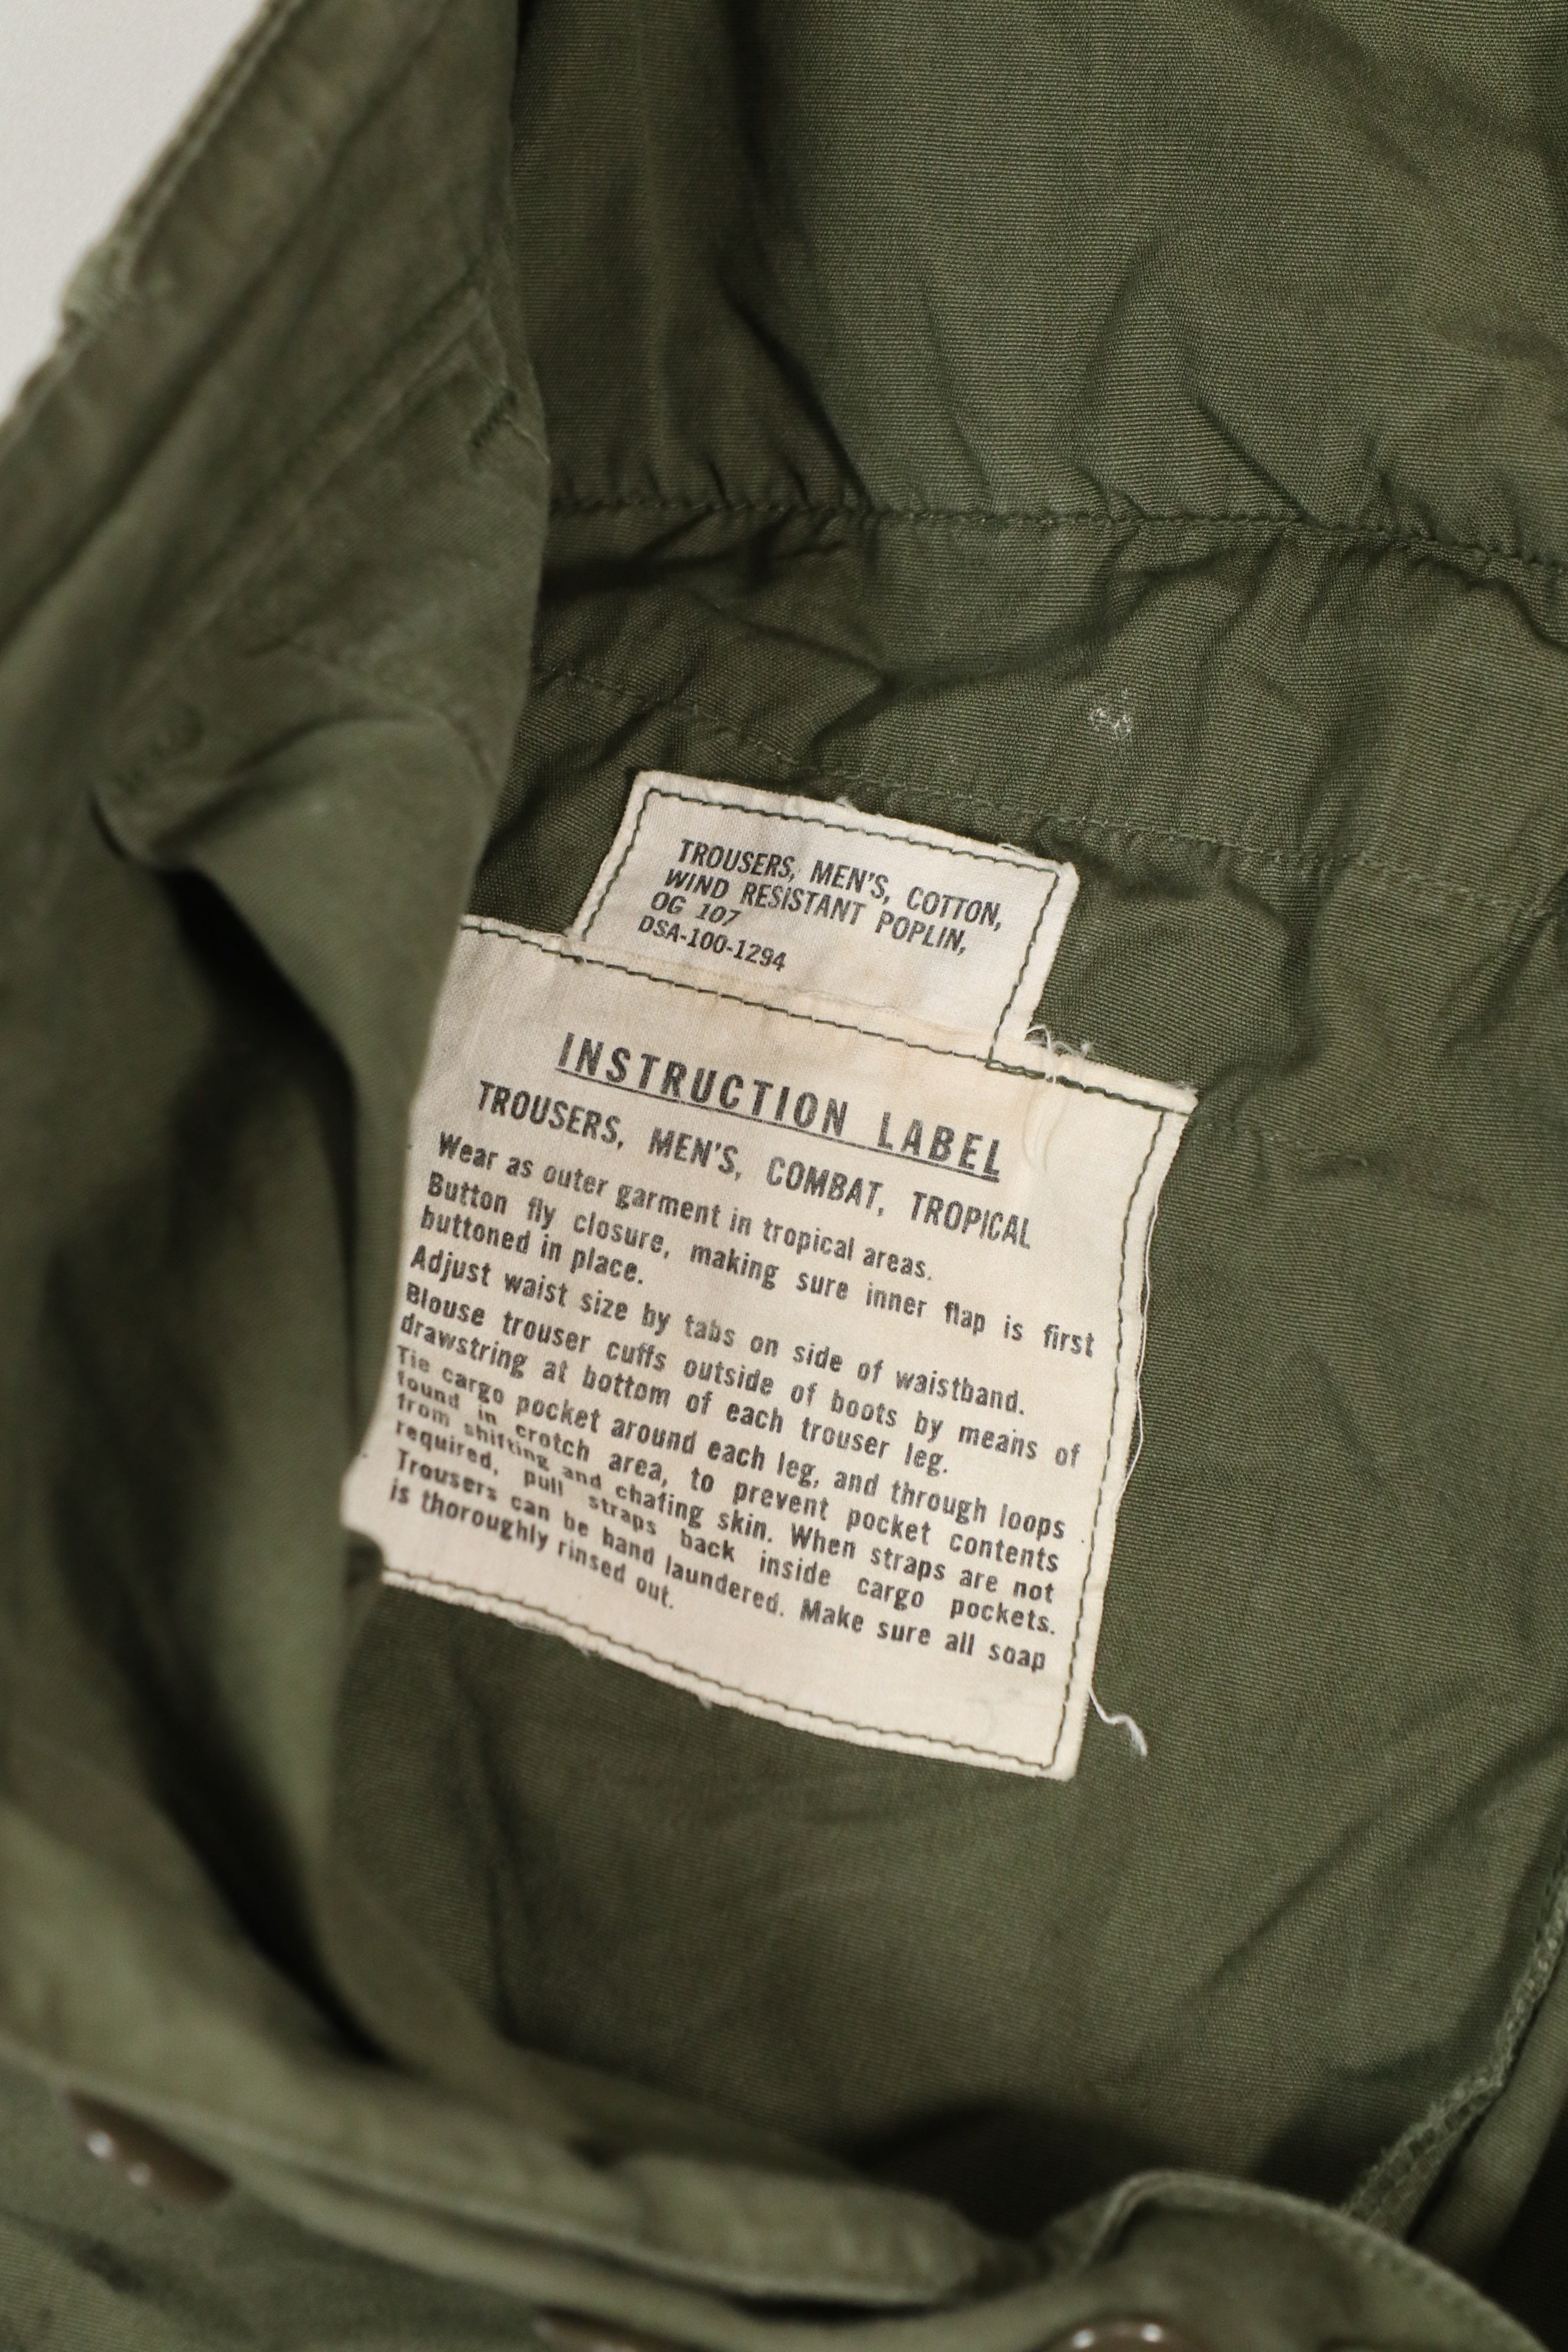 TROUSERS, MEN'S, COTTON,
WIND RESISTANT POPLIN,
OG 107
DSA-100-1294
INSTRUCTION LABEL
TROUSERS, MEN'S, COMBAT, TROPICAL
Wear as outer garment in tropical areas.
Button fly closure, making sure inner flap is first
buttoned in place.
Adjust waist size by tabs on side of waistband.
Blouse trouser cuffs outside of boots by means of
drawstring at bottom of each trouser leg.
Tie cargo pocket around each leg, and through loops
found in crotch area, to prevent pocket contents
from shifting and chafing skin. When straps are not
required, pull straps back inside cargo pockets.
Trousers can be hand laundered. Make sure all soap
is thoroughly rinsed out.